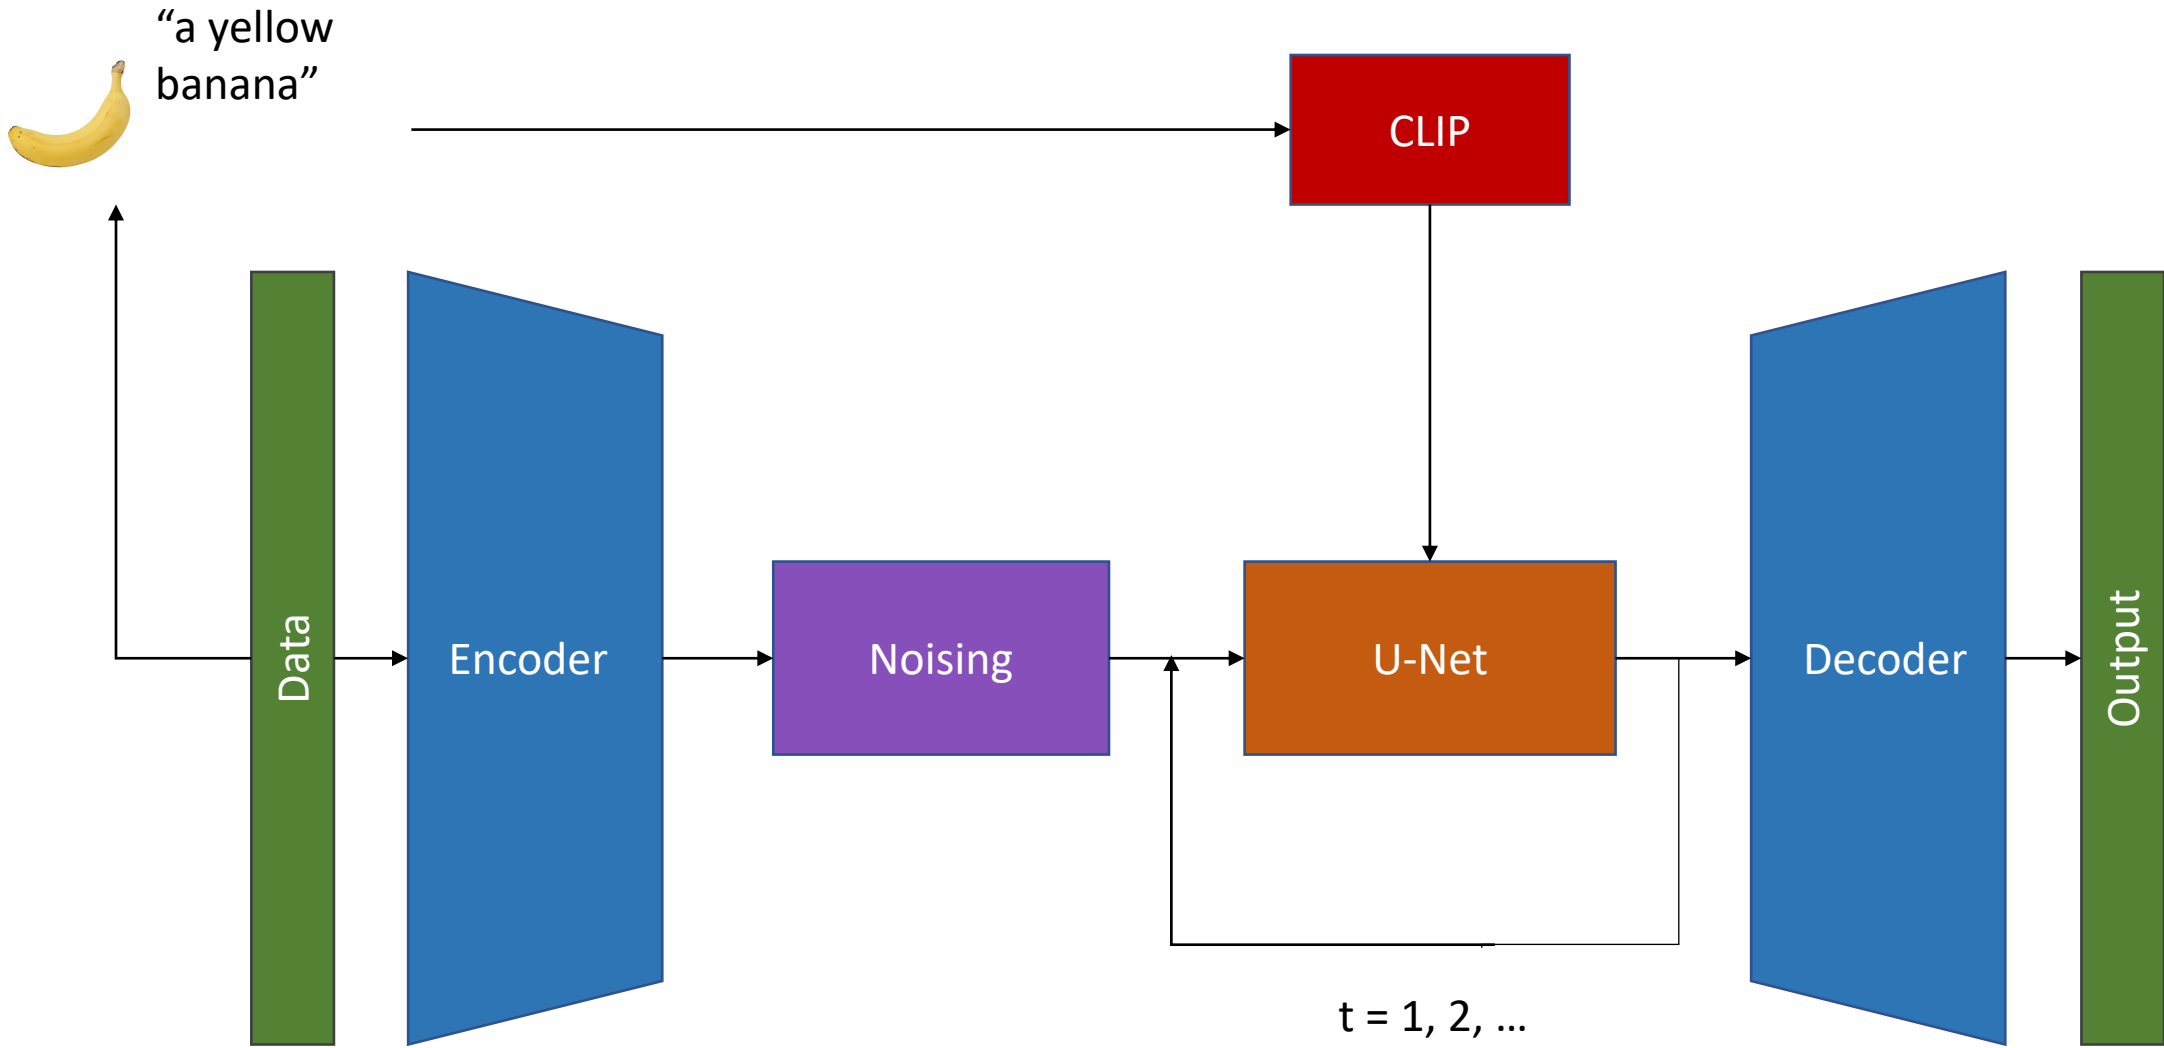 “a yellow
banana”
CLIP
Data
Encoder
Noising
U-Net
Decoder
Output
t = 1, 2, …